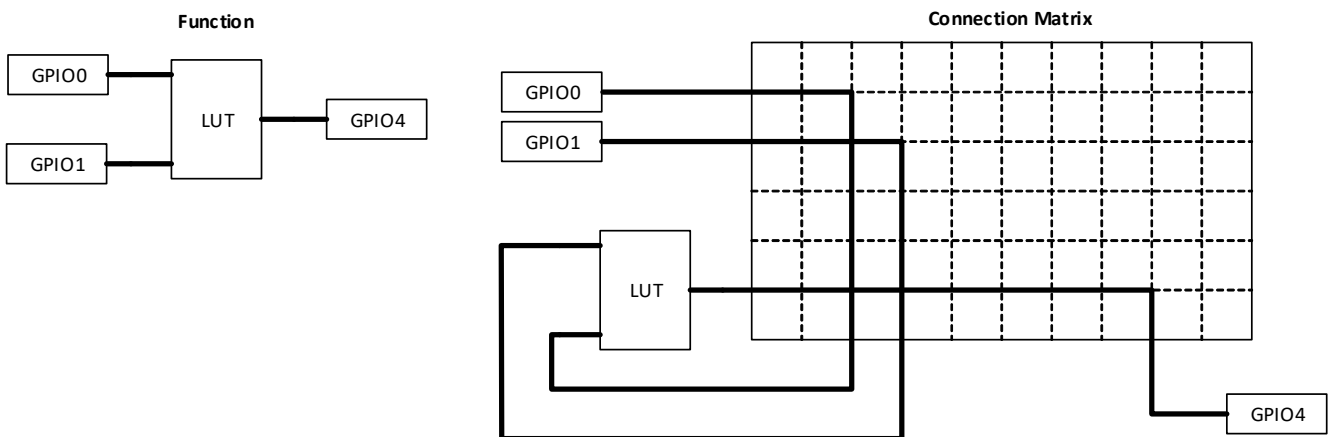 Function
GPIO0
LUT
GPIO4
GPIO1
Connection Matrix
GPIO0
GPIO1
LUT
GPIO4